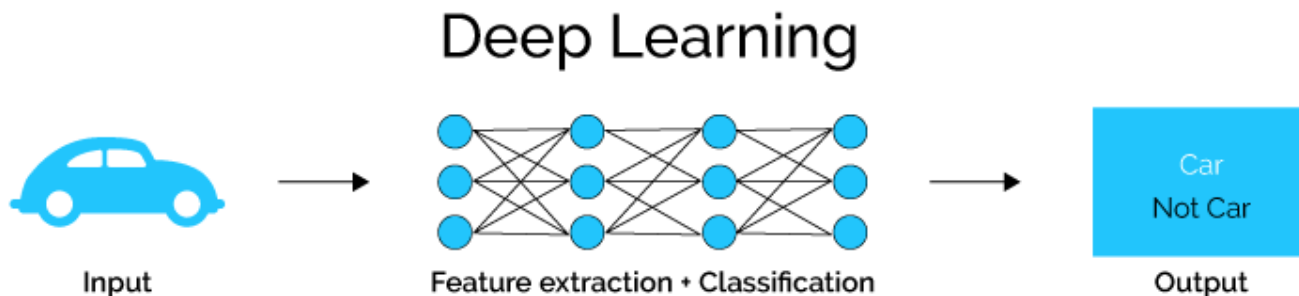 Deep Learning
Car
Not Car
Input
Feature extraction + Classification
Output